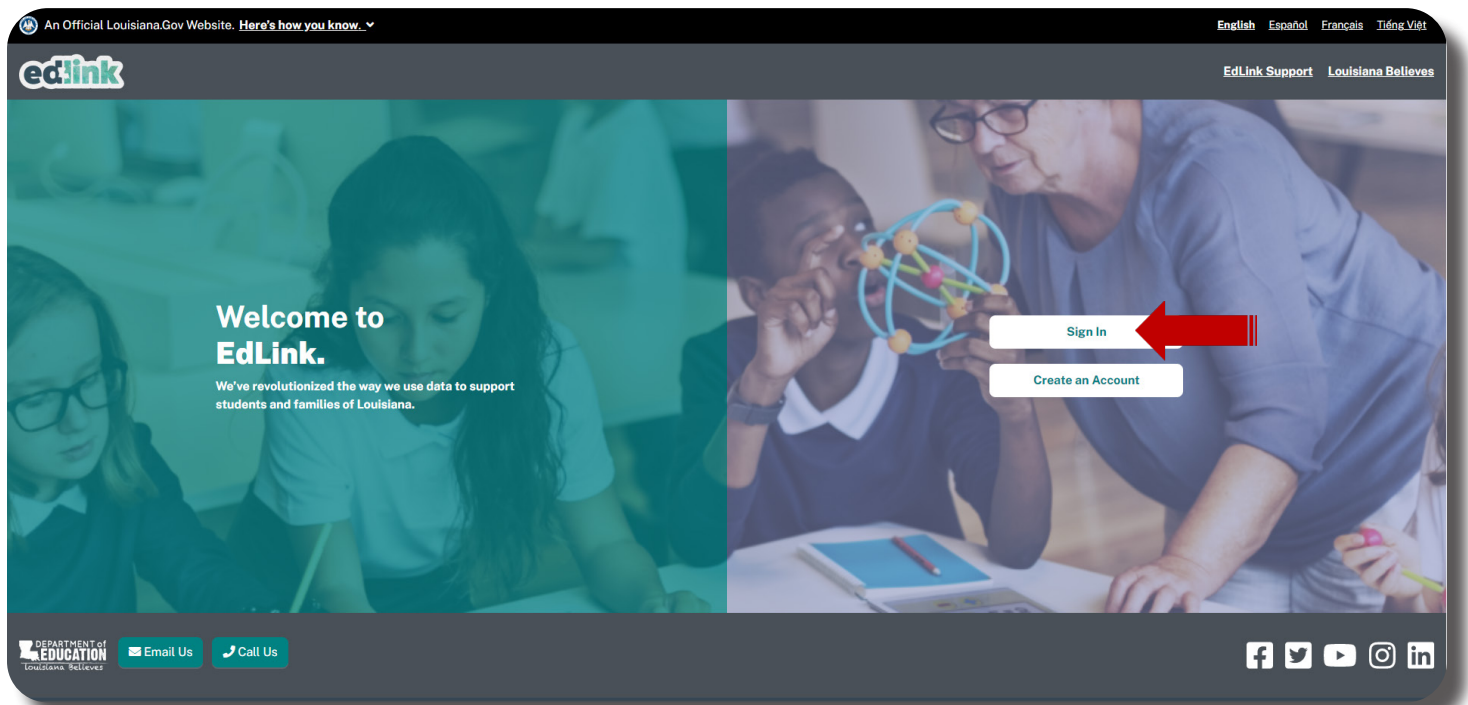 An Official Louisiana.Gov Website. Here's how you know.
English Español Français Tiếng Việt
ed:link
EdLink Support Louisiana Believes
Welcome to
EdLink.
We've revolutionized the way we use data to support
students and families of Louisiana.
Sign In
Create an Account
DEPARTMENT of
EDUCATION
Louisiana Believes
Email Us
Call Us